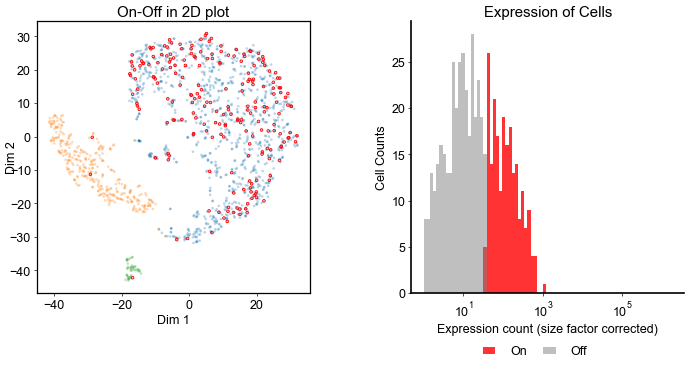 On-Off in 2D plot
Dim 2
30
20
10
0
−10
−20
−30
−40
−40
−20
0
20
Dim 1
Expression of Cells
Cell Counts
25
20
15
10
5
0
10^1
10^3
10^5
Expression count (size factor corrected)
On
Off